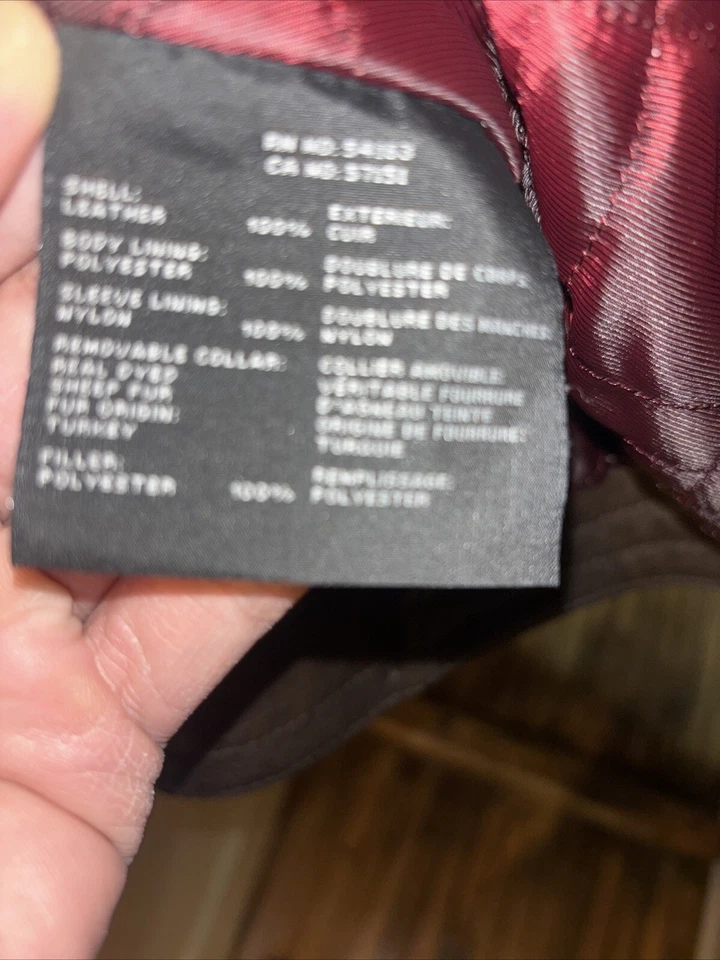 RN NO.
CA NO.
SHELL:
LEATHER 100%
BODY LINING:
POLYESTER 100%
SLEEVE LINING:
NYLON 100%
REMOVABLE COLLAR:
REAL DYED
SHEEP FUR
FUR ORIGIN:
TURKEY
FILLER:
POLYESTER 100%
EXTERIEUR:
CUIR
DOUBLURE DE CORPS
POLYESTER
DOUBLURE DES MANCHES
NYLON
COLLIER AMOVIBLE
VÉRITABLE FOURRURE
D'AGNEAU TEINTE
ORIGINE DE FOURRURE:
TURQUIE
REMPLISSAGE:
POLYESTER